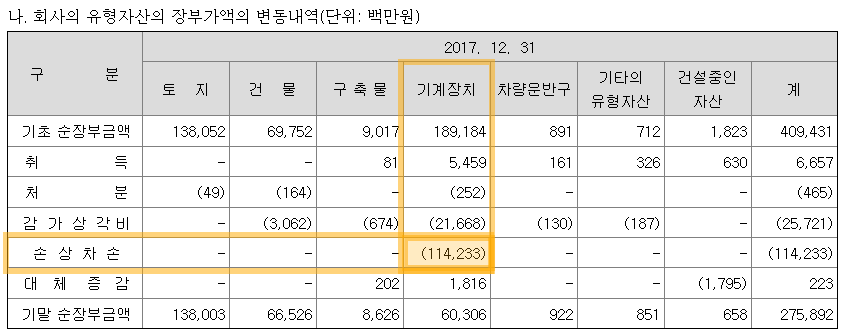 나. 회사의 유형자산의 장부가액의 변동내역(단위: 백만원)
구 분 2017. 12. 31
토 지 건 물 구 축 물 기계장치 차량운반구 기타의 유형자산 건설중인 자산 계
기초 순장부금액 138,052 69,752 9,017 189,184 891 712 1,823 409,431
취 득 - - 81 5,459 161 326 630 6,657
처 분 (49) (164) - (252) - - - (465)
감 가 상 각 비 - (3,062) (674) (21,668) (130) (187) - (25,721)
손 상 차 손 - - - (114,233) - - - (114,233)
대 체 증 감 - - 202 1,816 - - (1,795) 223
기말 순장부금액 138,003 66,526 8,626 60,306 922 851 658 275,892